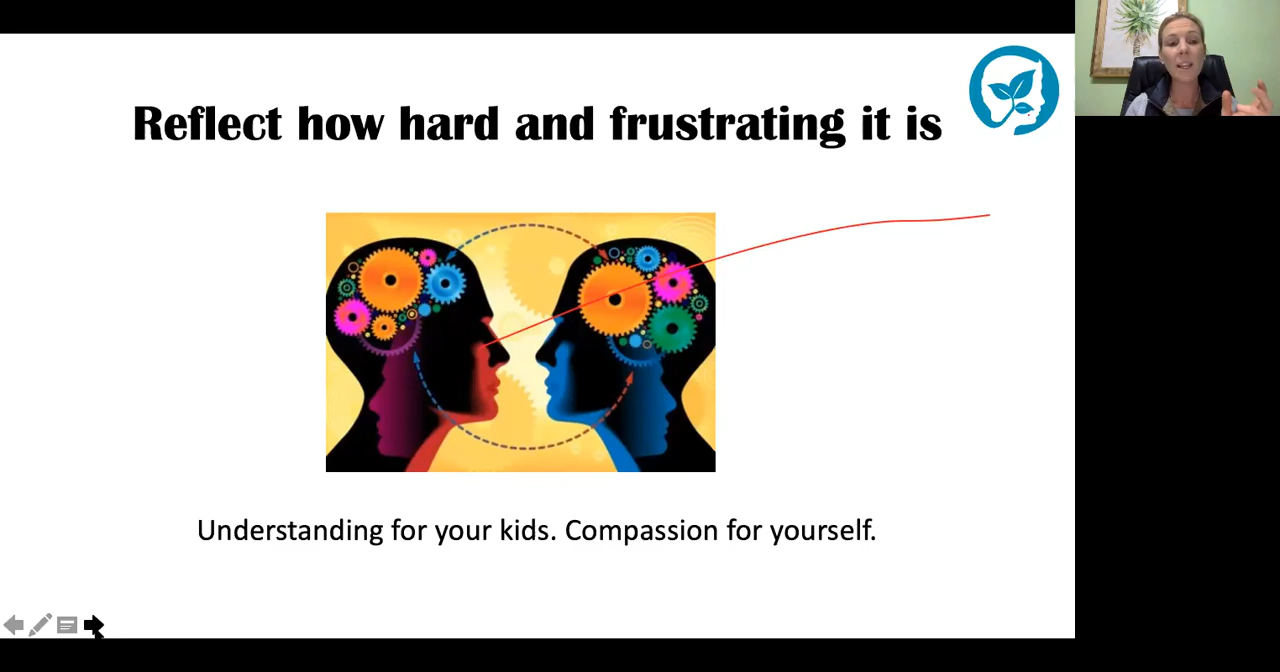 Reflect how hard and frustrating it is
Understanding for your kids. Compassion for yourself.